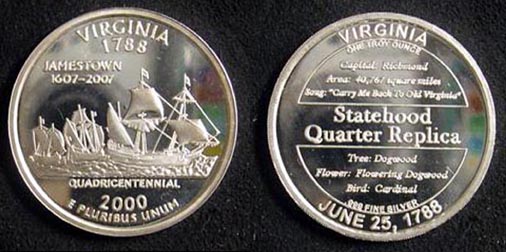 VIRGINIA
1788
JAMESTOWN
1607-2007
QUADRICENTENNIAL
2000
E PLURIBUS UNUM
VIRGINIA
ONE TROY OUNCE
Capital: Richmond
Area: 40,767 square miles
Song: "Carry Me Back To Old Virginia"
Statehood
Quarter Replica
Tree: Dogwood
Flower: Flowering Dogwood
Bird: Cardinal
.999 FINE SILVER
JUNE 25, 1788